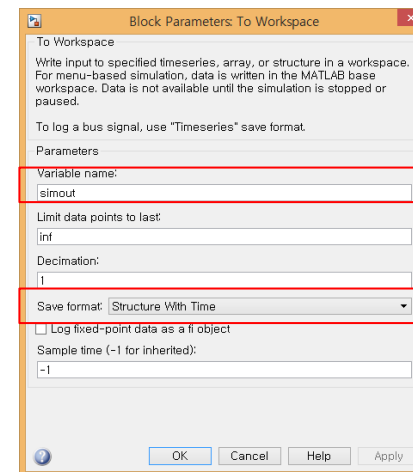 Block Parameters: To Workspace
To Workspace
Write input to specified timeseries, array, or structure in a workspace.
For menu-based simulation, data is written in the MATLAB base
workspace. Data is not available until the simulation is stopped or
paused.
To log a bus signal, use "Timeseries" save format.
Parameters
Variable name:
simout
Limit data points to last:
inf
Decimation:
1
Save format: Structure With Time
Log fixed-point data as a fi object
Sample time (-1 for inherited):
-1
OK Cancel Help Apply